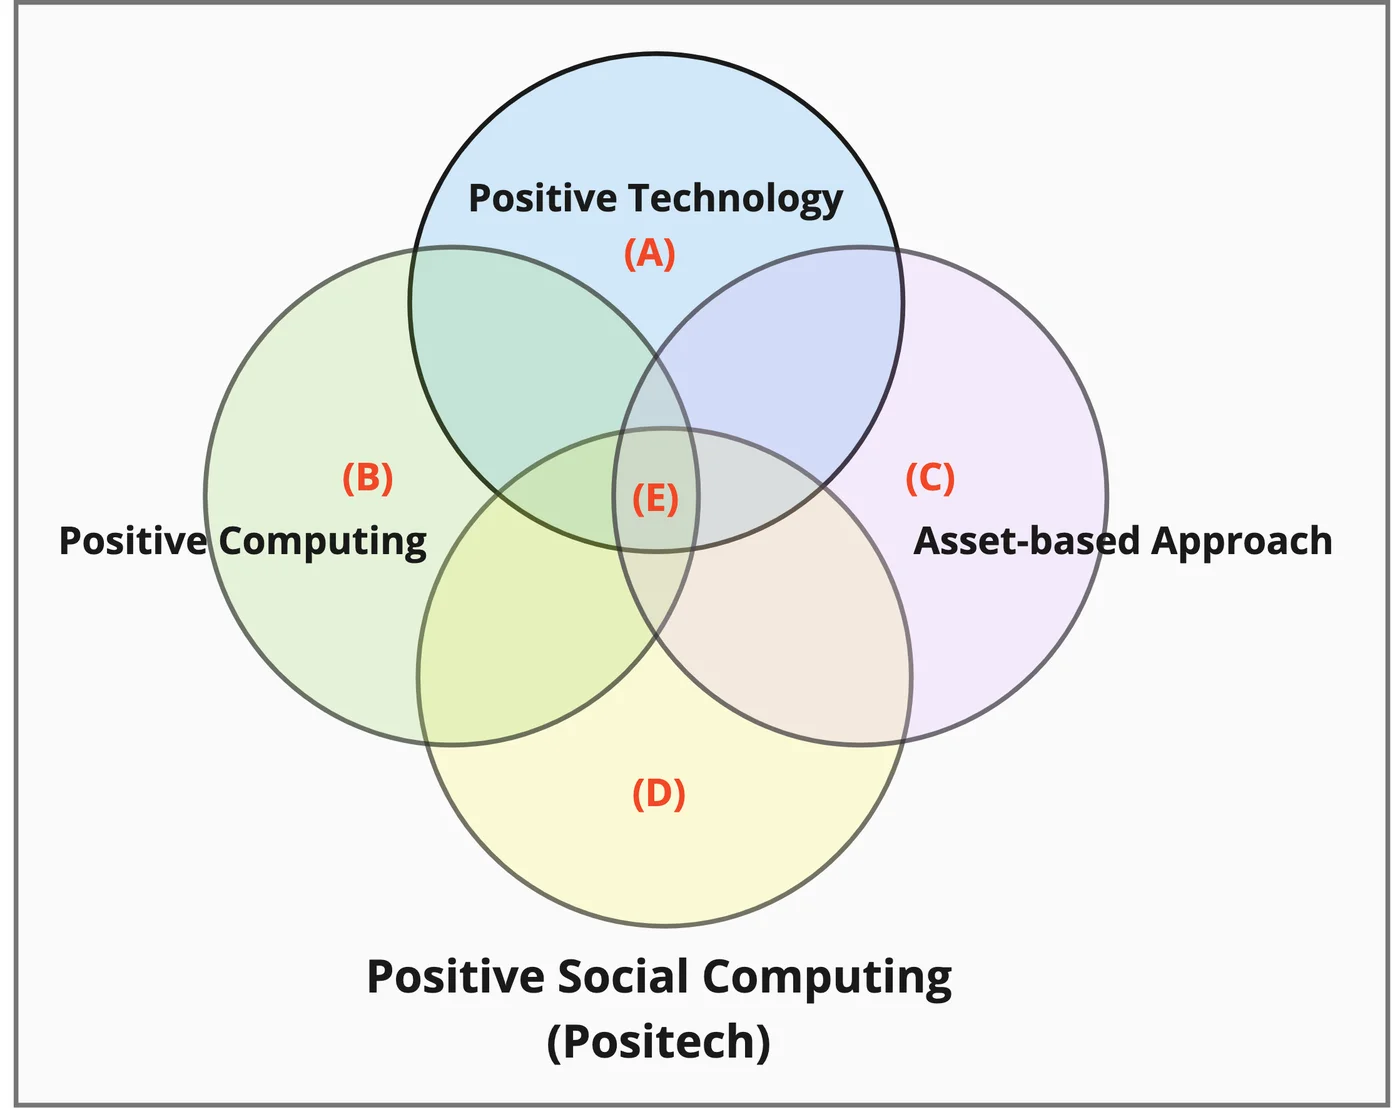 Positive Technology
(A)
(B)
Positive Computing
(C)
Asset-based Approach
(E)
(D)
Positive Social Computing
(Positech)